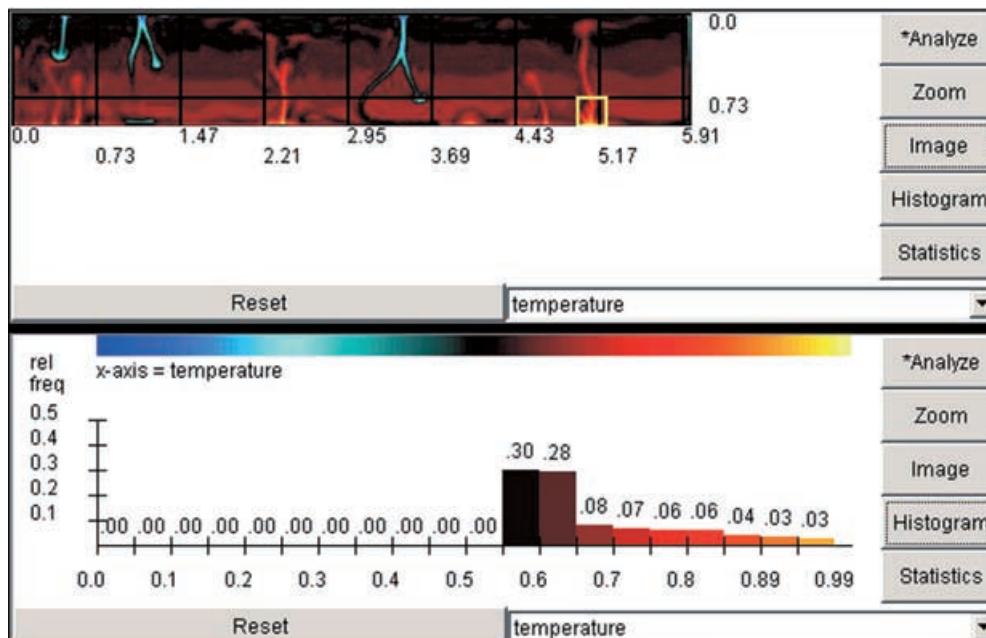 0.0
*Analyze
Zoom
0.73
0.0 1.47 2.95 4.43 5.91
0.73 2.21 3.69 5.17
Image
Histogram
Statistics
Reset temperature
rel
freq
x-axis = temperature
*Analyze
Zoom
Image
Histogram
Statistics
0.5
0.4
0.3
0.2
0.1
.00 .00 .00 .00 .00 .00 .00 .00 .00 .00 .00 .30 .28 .08 .07 .06 .06 .04 .03 .03
0.0 0.1 0.2 0.2 0.4 0.5 0.6 0.7 0.8 0.89 0.99
Reset temperature